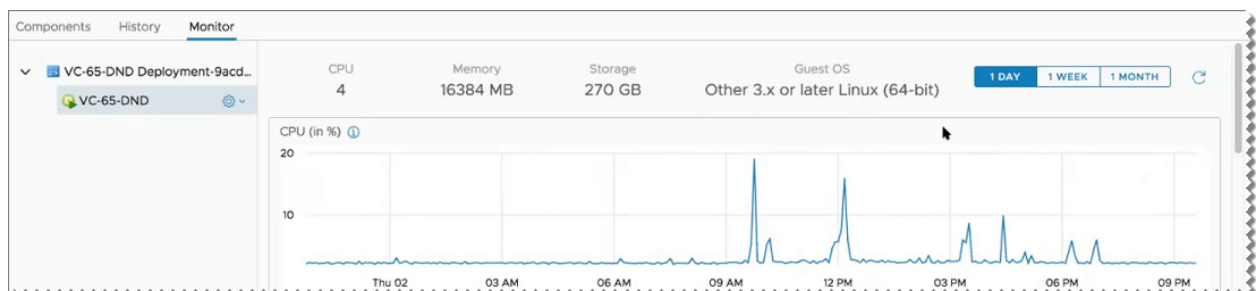 Components History Monitor
VC-65-DND Deployment-9acd...
VC-65-DND
CPU Memory Storage Guest OS
4 16384 MB 270 GB Other 3.x or later Linux (64-bit)
1 DAY 1 WEEK 1 MONTH
CPU (in %)
20
10
Thu 02 03 AM 06 AM 09 AM 12 PM 03 PM 06 PM 09 PM